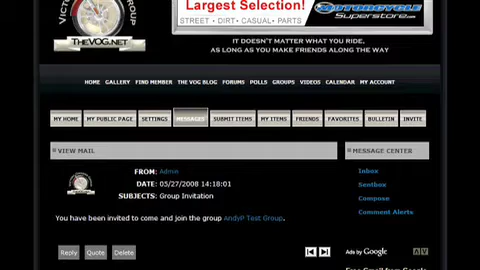 Largest Selection!
MOTORCYCLE
STREET • DIRT • CASUAL • PARTS
Superstore.com
THEVOG.NET
IT DOESN'T MATTER WHAT YOU RIDE,
AS LONG AS YOU MAKE FRIENDS ALONG THE WAY
HOME GALLERY FIND MEMBER THE VOG BLOG FORUMS POLLS GROUPS VIDEOS CALENDAR MY ACCOUNT
MY HOME MY PUBLIC PAGE SETTINGS MESSAGES SUBMIT ITEMS MY ITEMS FRIENDS FAVORITES BULLETIN INVITE
VIEW MAIL
MESSAGE CENTER
FROM: Admin
DATE: 05/27/2008 14:18:01
SUBJECTS: Group Invitation
You have been invited to come and join the group AndyP Test Group.
Inbox
Sentbox
Compose
Comment Alerts
Reply Quote Delete
Ads by Google